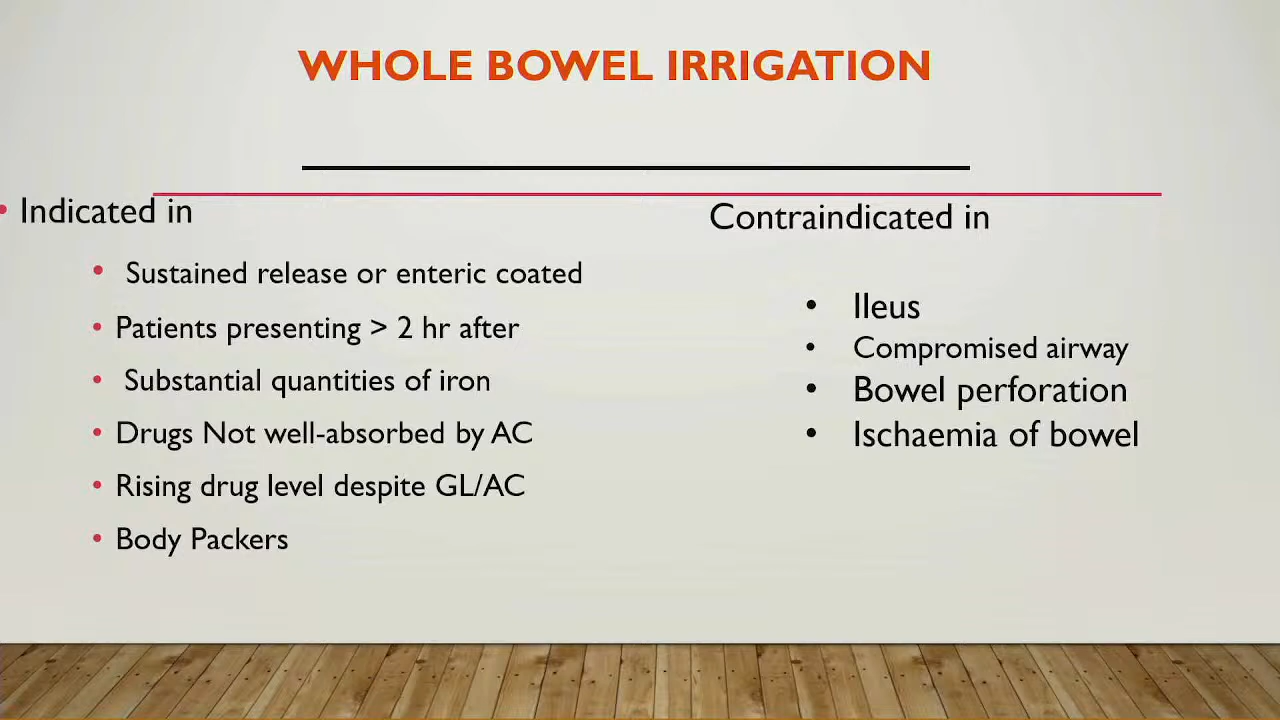 WHOLE BOWEL IRRIGATION
• Indicated in
• Sustained release or enteric coated
• Patients presenting > 2 hr after
• Substantial quantities of iron
• Drugs Not well-absorbed by AC
• Rising drug level despite GL/AC
• Body Packers
Contraindicated in
• Ileus
• Compromised airway
• Bowel perforation
• Ischaemia of bowel